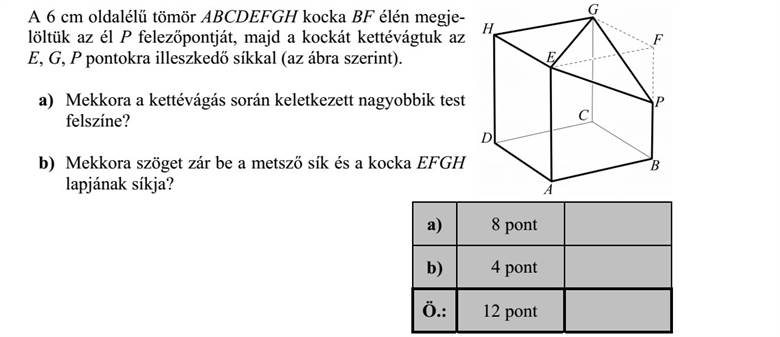 A 6 cm oldalélű tömör ABCDEFGH kocka BF élén megje-
löltük az él P felezőpontját, majd a kockát kettévágtuk az
E, G, P pontokra illeszkedő síkkal (az ábra szerint).
a) Mekkora a kettévágás során keletkezett nagyobbik test
felszíne?
b) Mekkora szöget zár be a metsző sík és a kocka EFGH
lapjának síkja?
G
H
F
E
P
C
D
B
A
a) 8 pont
b) 4 pont
Ö.: 12 pont